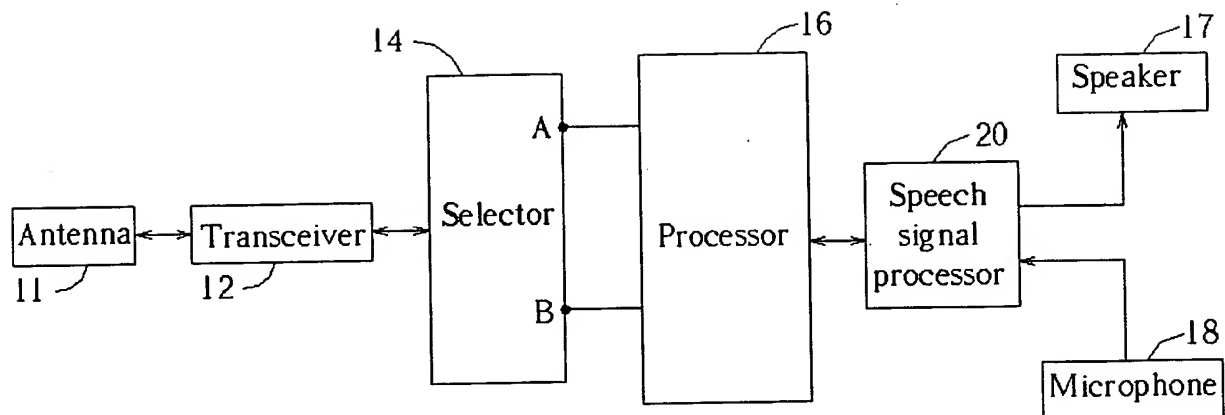 14
16
17
Speaker
A
20
Antenna
Transceiver
Selector
Processor
Speech
signal
processor
11
12
B
18
Microphone